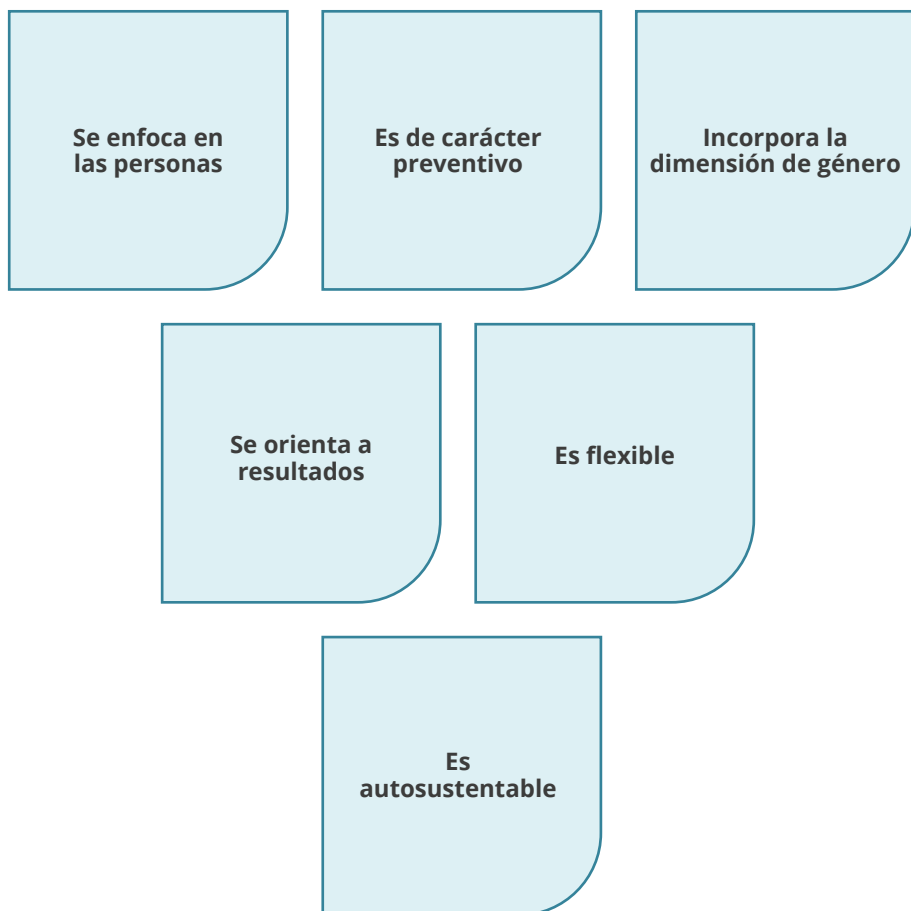 Se enfoca en
las personas
Es de carácter
preventivo
Incorpora la
dimensión de género
Se orienta a
resultados
Es flexible
Es
autosustentable